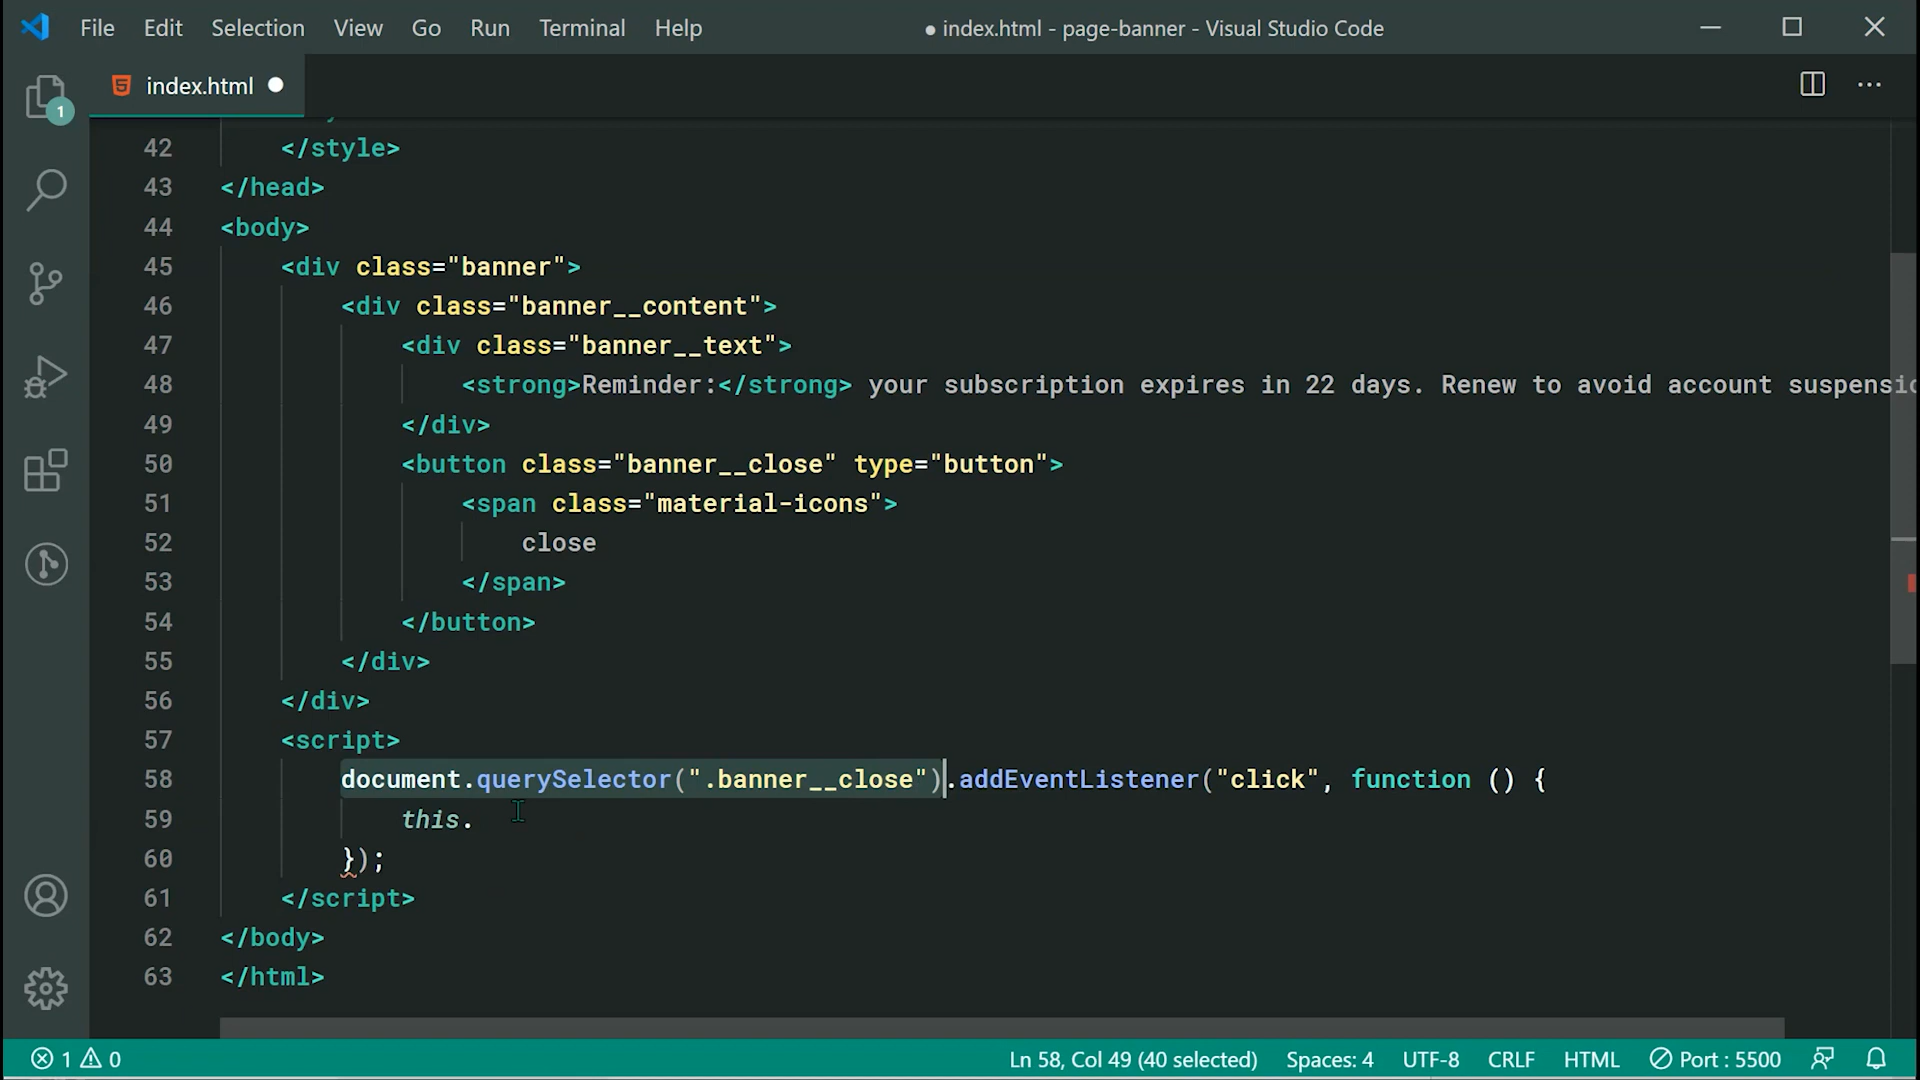 File Edit Selection View Go Run Terminal Help ● index.html - page-banner - Visual Studio Code
index.html
1
42 </style>
43 </head>
44 <body>
45 <div class="banner">
46 <div class="banner__content">
47 <div class="banner__text">
48 <strong>Reminder:</strong> your subscription expires in 22 days. Renew to avoid account suspensio
49 </div>
50 <button class="banner__close" type="button">
51 <span class="material-icons">
52 close
53 </span>
54 </button>
55 </div>
56 </div>
57 <script>
58 document.querySelector(".banner__close").addEventListener("click", function () {
59 this.
60 });
61 </script>
62 </body>
63 </html>
1 0 Ln 58, Col 49 (40 selected) Spaces: 4 UTF-8 CRLF HTML Port : 5500